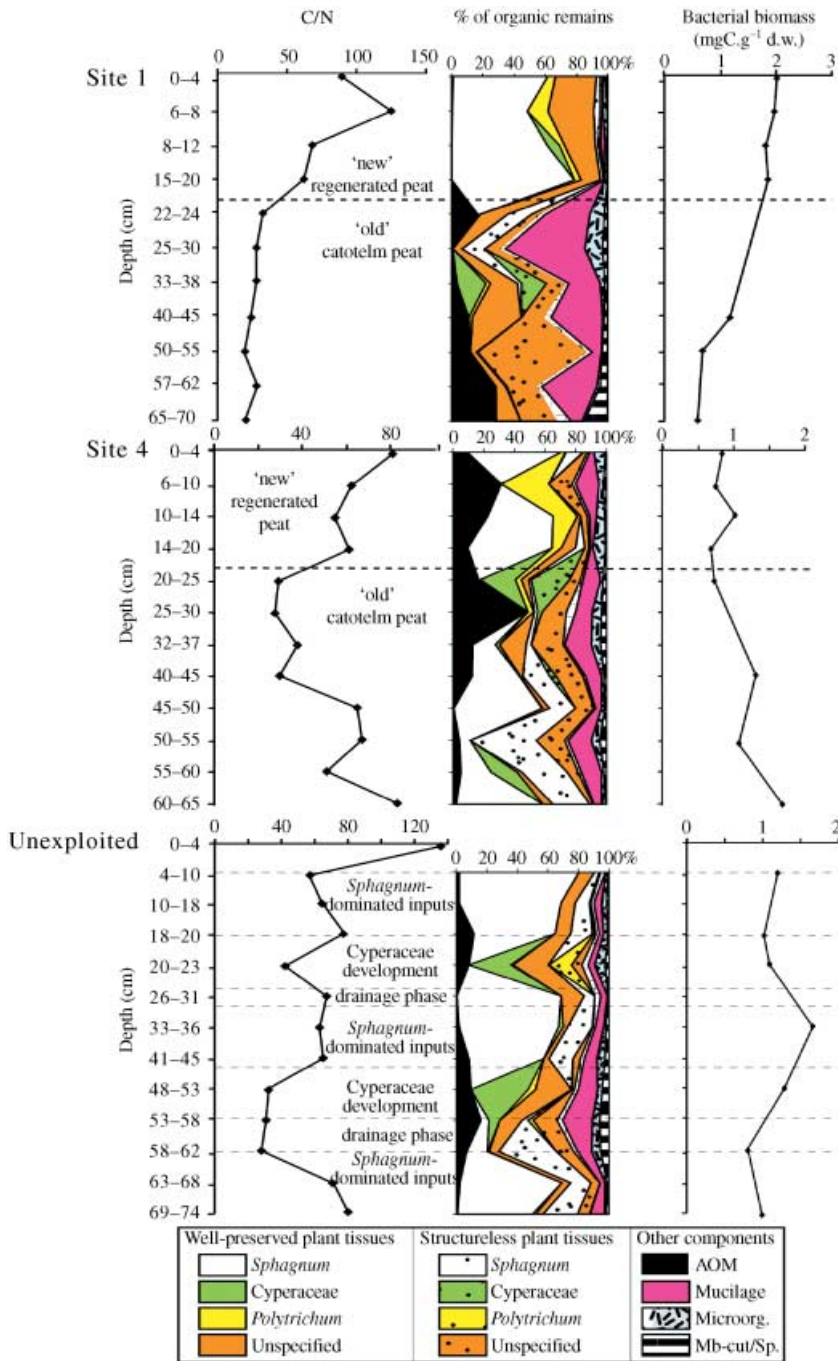 C/N
% of organic remains
Bacterial biomass
(mgC.g⁻¹ d.w.)
Site 1
0 50 100 150
0 20 40 60 80 100%
0 1 2 3
Depth (cm)
0–4
6–8
8–12
15–20
22–24
25–30
33–38
40–45
50–55
57–62
65–70
'new'
regenerated peat
'old'
catotelm peat
Site 4
0 40 80
0 20 40 60 80 100%
0 1 2
Depth (cm)
0–4
6–10
10–14
14–20
20–25
25–30
32–37
40–45
45–50
50–55
55–60
60–65
'new'
regenerated
peat
'old'
catotelm peat
Unexploited
0 40 80 120
0 20 40 60 80 100%
0 1 2
Depth (cm)
0–4
4–10
10–18
18–20
20–23
26–31
33–36
41–45
48–53
53–58
58–62
63–68
69–74
Sphagnum-
dominated inputs
Cyperaceae
development
drainage phase
Sphagnum-
dominated inputs
Cyperaceae
development
drainage phase
Sphagnum-
dominated inputs
Well-preserved plant tissues
Sphagnum
Cyperaceae
Polytrichum
Unspecified
Structureless plant tissues
Sphagnum
Cyperaceae
Polytrichum
Unspecified
Other components
AOM
Mucilage
Microorg.
Mb-cut/Sp.